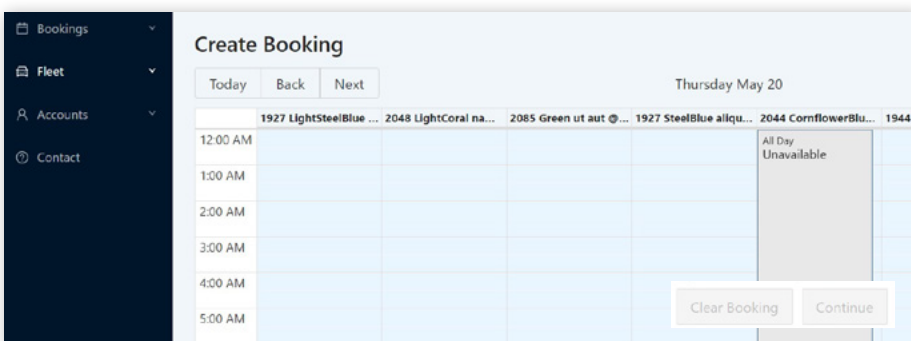 Bookings
Fleet
Accounts
Contact
Create Booking
Today Back Next Thursday May 20
1927 LightSteelBlue ... 2048 LightCoral na... 2085 Green ut aut @... 1927 SteelBlue aliqu... 2044 CornflowerBlu... 1944
12:00 AM All Day
Unavailable
1:00 AM
2:00 AM
3:00 AM
4:00 AM
Clear Booking Continue
5:00 AM